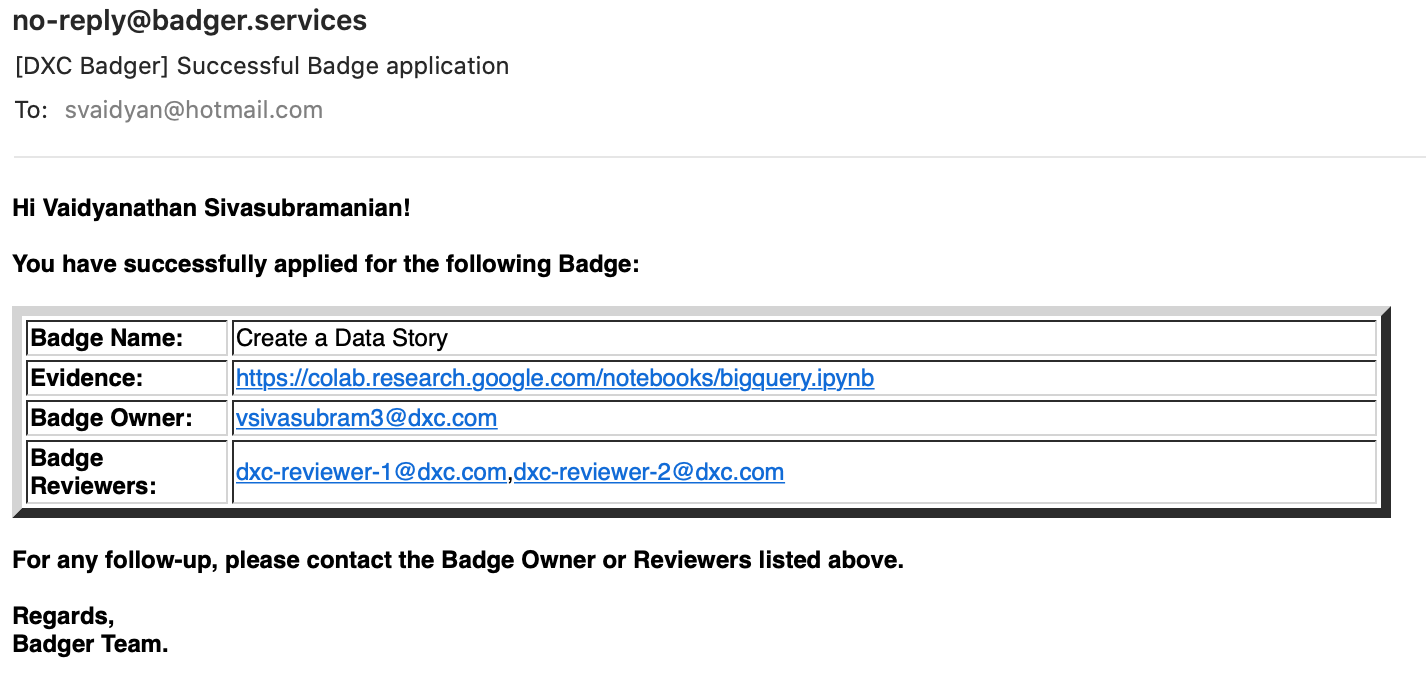 no-reply@badger.services
[DXC Badger] Successful Badge application
To: svaidyan@hotmail.com
Hi Vaidyanathan Sivasubramanian!
You have successfully applied for the following Badge:
Badge Name: Create a Data Story
Evidence: https://colab.research.google.com/notebooks/bigquery.ipynb
Badge Owner: vsivasubram3@dxc.com
Badge
Reviewers: dxc-reviewer-1@dxc.com,dxc-reviewer-2@dxc.com
For any follow-up, please contact the Badge Owner or Reviewers listed above.
Regards,
Badger Team.